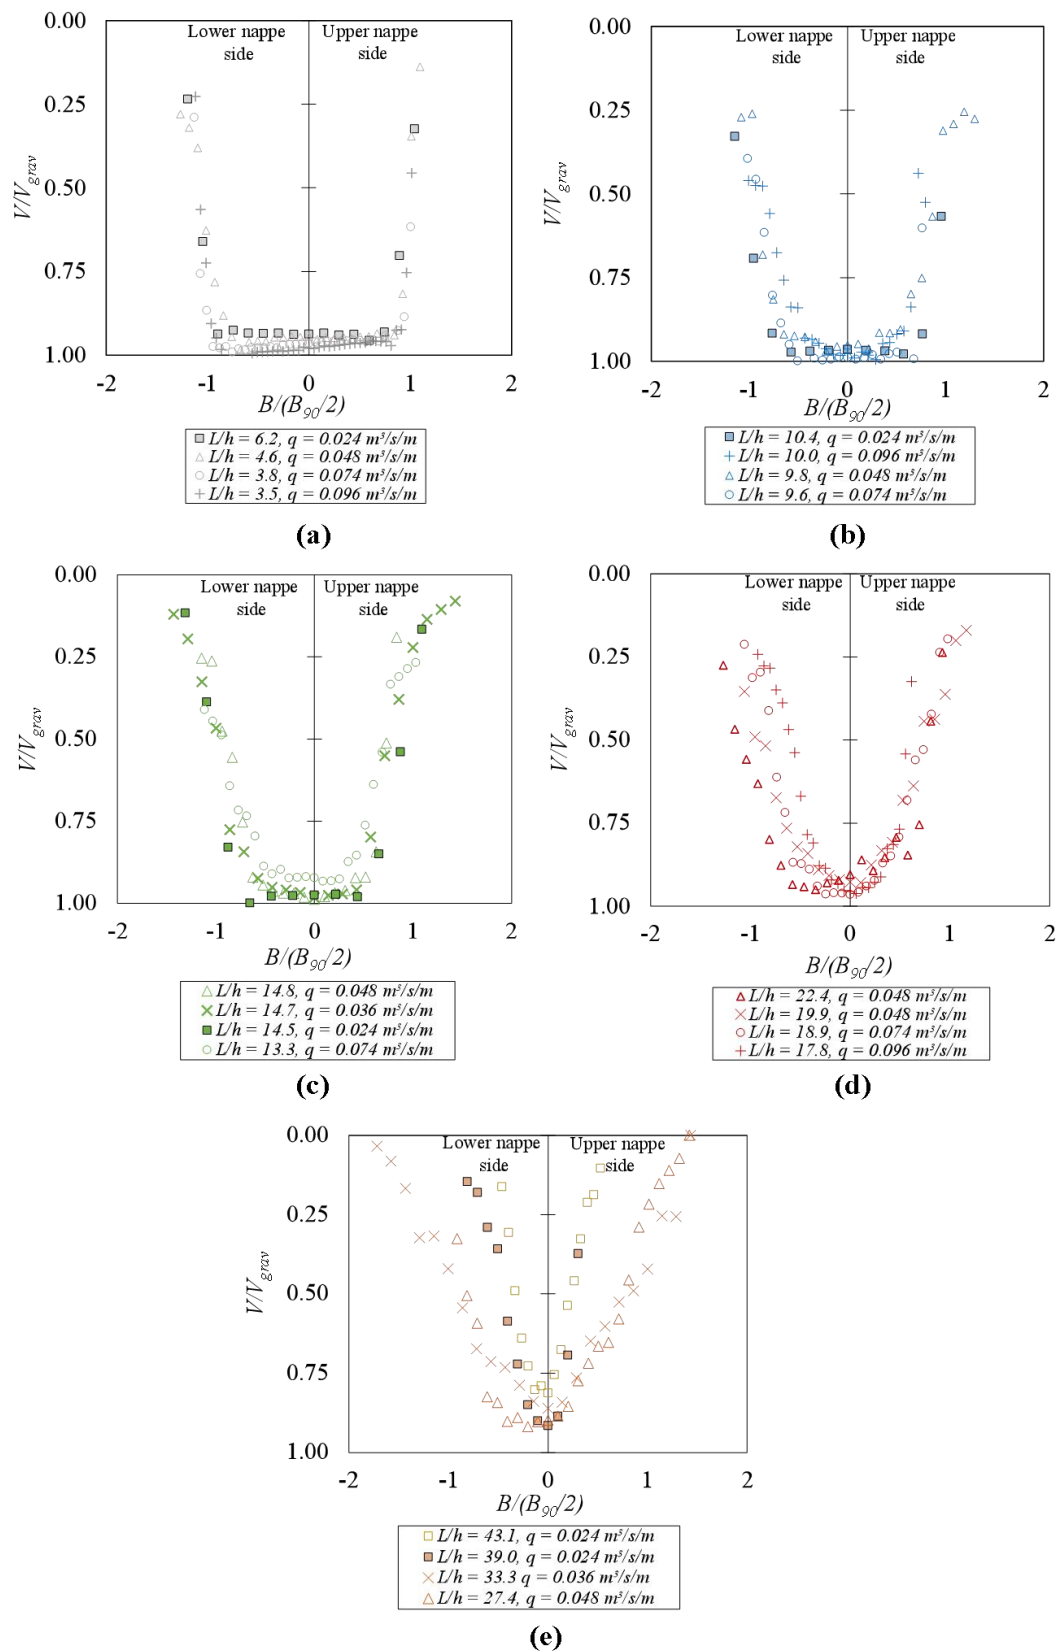 Lower nappe side
Upper nappe side
0.00
0.25
0.50
0.75
1.00
V/V_grav
-2
-1
0
1
2
B/(B_90/2)
L/h = 6.2, q = 0.024 m³/s/m
L/h = 4.6, q = 0.048 m³/s/m
L/h = 3.8, q = 0.074 m³/s/m
L/h = 3.5, q = 0.096 m³/s/m
(a)
Lower nappe side
Upper nappe side
0.00
0.25
0.50
0.75
1.00
V/V_grav
-2
-1
0
1
2
B/(B_90/2)
L/h = 10.4, q = 0.024 m³/s/m
L/h = 10.0, q = 0.096 m³/s/m
L/h = 9.8, q = 0.048 m³/s/m
L/h = 9.6, q = 0.074 m³/s/m
(b)
Lower nappe side
Upper nappe side
0.00
0.25
0.50
0.75
1.00
V/V_grav
-2
-1
0
1
2
B/(B_90/2)
L/h = 14.8, q = 0.048 m³/s/m
L/h = 14.7, q = 0.036 m³/s/m
L/h = 14.5, q = 0.024 m³/s/m
L/h = 13.3, q = 0.074 m³/s/m
(c)
Lower nappe side
Upper nappe side
0.00
0.25
0.50
0.75
1.00
V/V_grav
-2
-1
0
1
2
B/(B_90/2)
L/h = 22.4, q = 0.048 m³/s/m
L/h = 19.9, q = 0.048 m³/s/m
L/h = 18.9, q = 0.074 m³/s/m
L/h = 17.8, q = 0.096 m³/s/m
(d)
Lower nappe side
Upper nappe side
0.00
0.25
0.50
0.75
1.00
V/V_grav
-2
-1
0
1
2
B/(B_90/2)
L/h = 43.1, q = 0.024 m³/s/m
L/h = 39.0, q = 0.024 m³/s/m
L/h = 33.3 q = 0.036 m³/s/m
L/h = 27.4, q = 0.048 m³/s/m
(e)